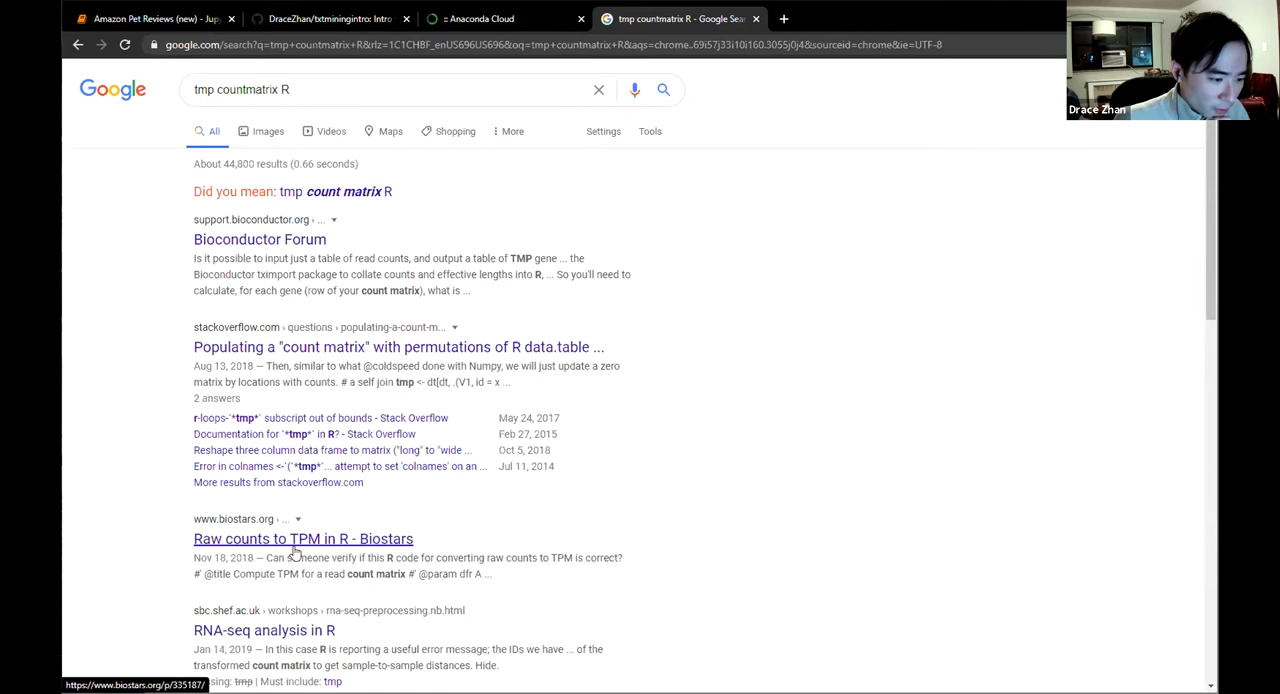 Amazon Pet Reviews (new) - Jup
DraceZhan/txtminingintro: Intro
:: Anaconda Cloud
tmp countmatrix R - Google Sea
google.com/search?q=tmp+countmatrix+R&rlz=1C1CHBF_enUS696US696&oq=tmp+countmatrix+R&aqs=chrome..69i57j33i10i160.3055j0j4&sourceid=chrome&ie=UTF-8
Drace Zhan
Google
tmp countmatrix R
All
Images
Videos
Maps
Shopping
More
Settings
Tools
About 44,800 results (0.66 seconds)
Did you mean: tmp count matrix R
support.bioconductor.org › ...
Bioconductor Forum
Is it possible to input just a table of read counts, and output a table of TMP gene ... the
Bioconductor tximport package to collate counts and effective lengths into R, ... So you'll need to
calculate, for each gene (row of your count matrix), what is ...
stackoverflow.com › questions › populating-a-count-m...
Populating a "count matrix" with permutations of R data.table ...
Aug 13, 2018 — Then, similar to what @coldspeed done with Numpy, we will just update a zero
matrix by locations with counts. # a self join tmp <- dt[dt, .(V1, id = x ...
2 answers
r-loops-`*tmp*` subscript out of bounds - Stack Overflow May 24, 2017
Documentation for `*tmp*` in R? - Stack Overflow Feb 27, 2015
Reshape three column data frame to matrix ("long" to "wide ... Oct 5, 2018
Error in colnames <-`(`*tmp*`... attempt to set 'colnames' on an ... Jul 11, 2014
More results from stackoverflow.com
www.biostars.org › ...
Raw counts to TPM in R - Biostars
Nov 18, 2018 — Can someone verify if this R code for converting raw counts to TPM is correct?
#' @title Compute TPM for a read count matrix #' @param dfr A ...
sbc.shef.ac.uk › workshops › rna-seq-preprocessing.nb.html
RNA-seq analysis in R
Jan 14, 2019 — In this case R is reporting a useful error message; the IDs we have ... of the
transformed count matrix to get sample-to-sample distances. Hide.
tmp | Must include: tmp
https://www.biostars.org/p/335187/